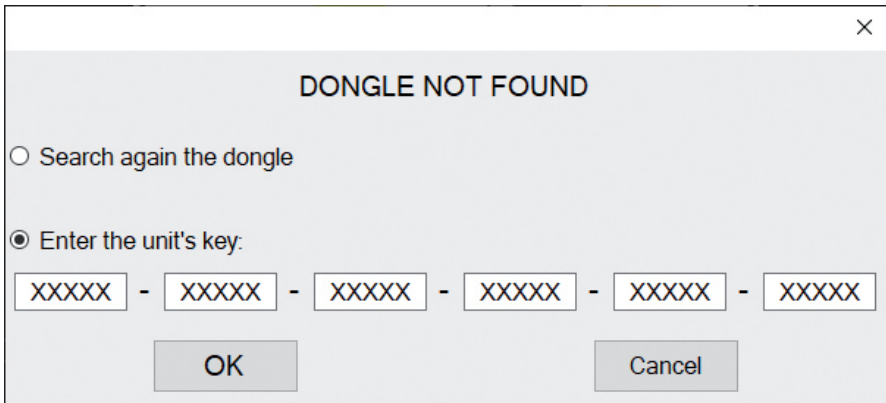 DONGLE NOT FOUND
Search again the dongle
Enter the unit's key:
XXXXX - XXXXX - XXXXX - XXXXX - XXXXX - XXXXX
OK Cancel